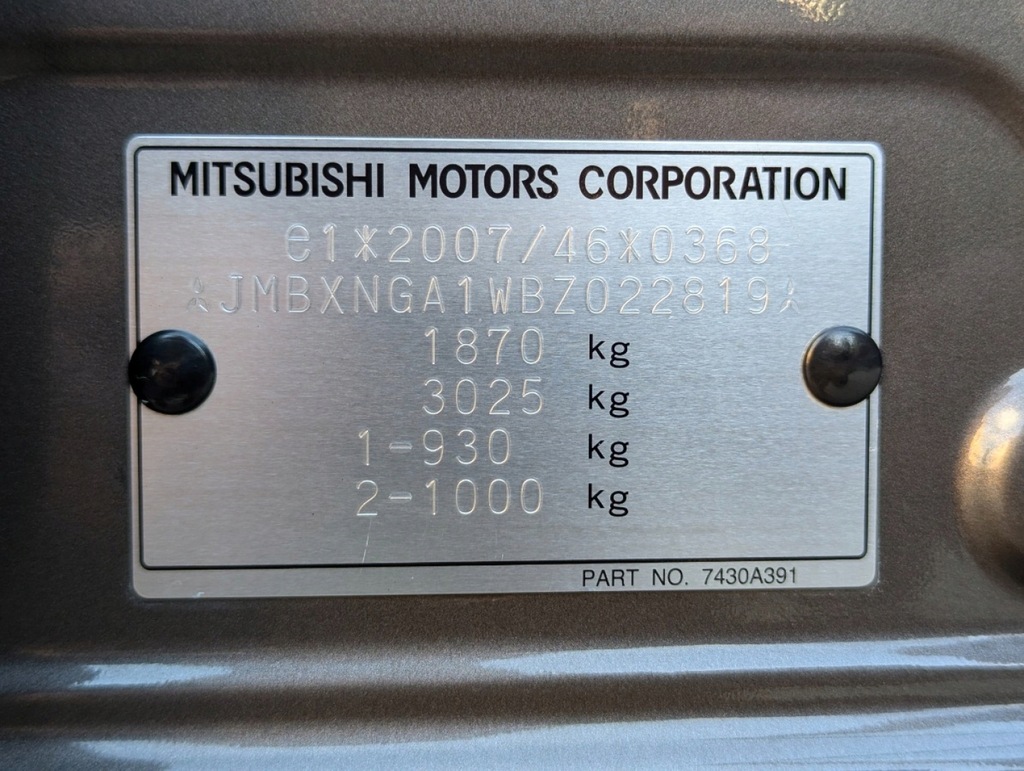 MITSUBISHI MOTORS CORPORATION
e1*2007/46*0368
*JMBXNGA1WBZ022819*
1870 kg
3025 kg
1-930 kg
2-1000 kg
PART NO. 7430A391